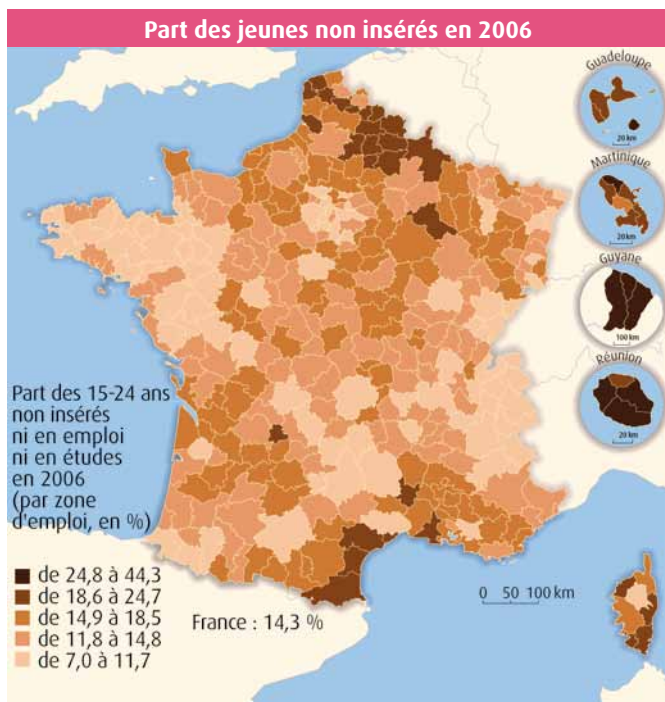 Part des jeunes non insérés en 2006
Guadeloupe
20 km
Martinique
20 km
Guyane
100 km
Réunion
20 km
Part des 15-24 ans
non insérés
ni en emploi
ni en études
en 2006
(par zone
d'emploi, en %)
de 24,8 à 44,3
de 18,6 à 24,7
de 14,9 à 18,5
de 11,8 à 14,8
de 7,0 à 11,7
France : 14,3 %
0 50 100 km